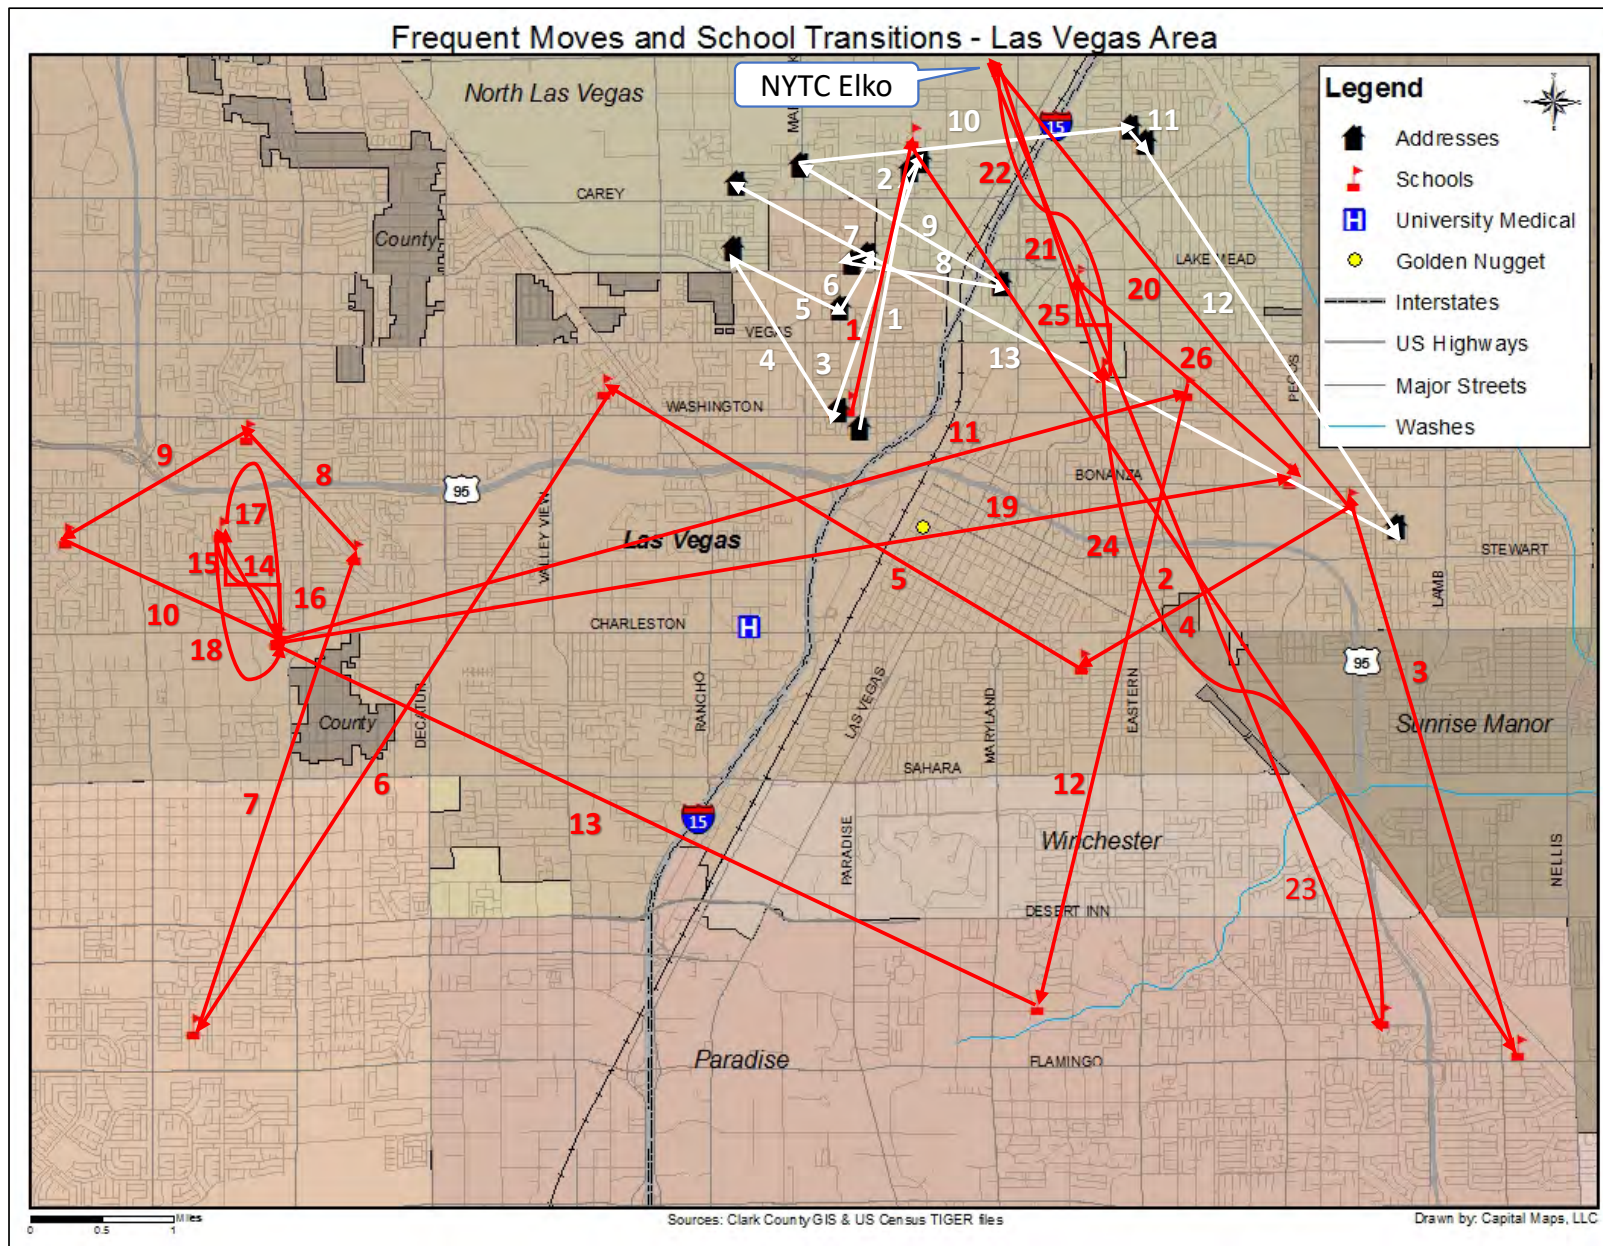 Frequent Moves and School Transitions - Las Vegas Area
NYTC Elko
North Las Vegas
10
15
11
Legend
Addresses
Schools
University Medical
H
Golden Nugget
Interstates
US Highways
Major Streets
Washes
2
22
CAREY
County
7
9
8
21
LAKE MEAD
6
5
1
1
25
20
12
VEGAS
4
3
13
26
PECOS
WASHINGTON
11
9
8
BONANZA
95
17
19
VALLEY VIEW
Las Vegas
24
STEWART
15
14
16
5
2
LAMB
10
CHARLESTON
H
4
18
95
3
DECATUR
RANCHO
LAS VEGAS
MARYLAND
EASTERN
County
Sunrise Manor
SAHARA
6
12
7
13
15
PARADISE
Winchester
NELLIS
23
DESERT INN
Paradise
FLAMINGO
0 0.5 1 Miles
Sources: Clark County GIS & US Census TIGER files
Drawn by: Capital Maps, LLC